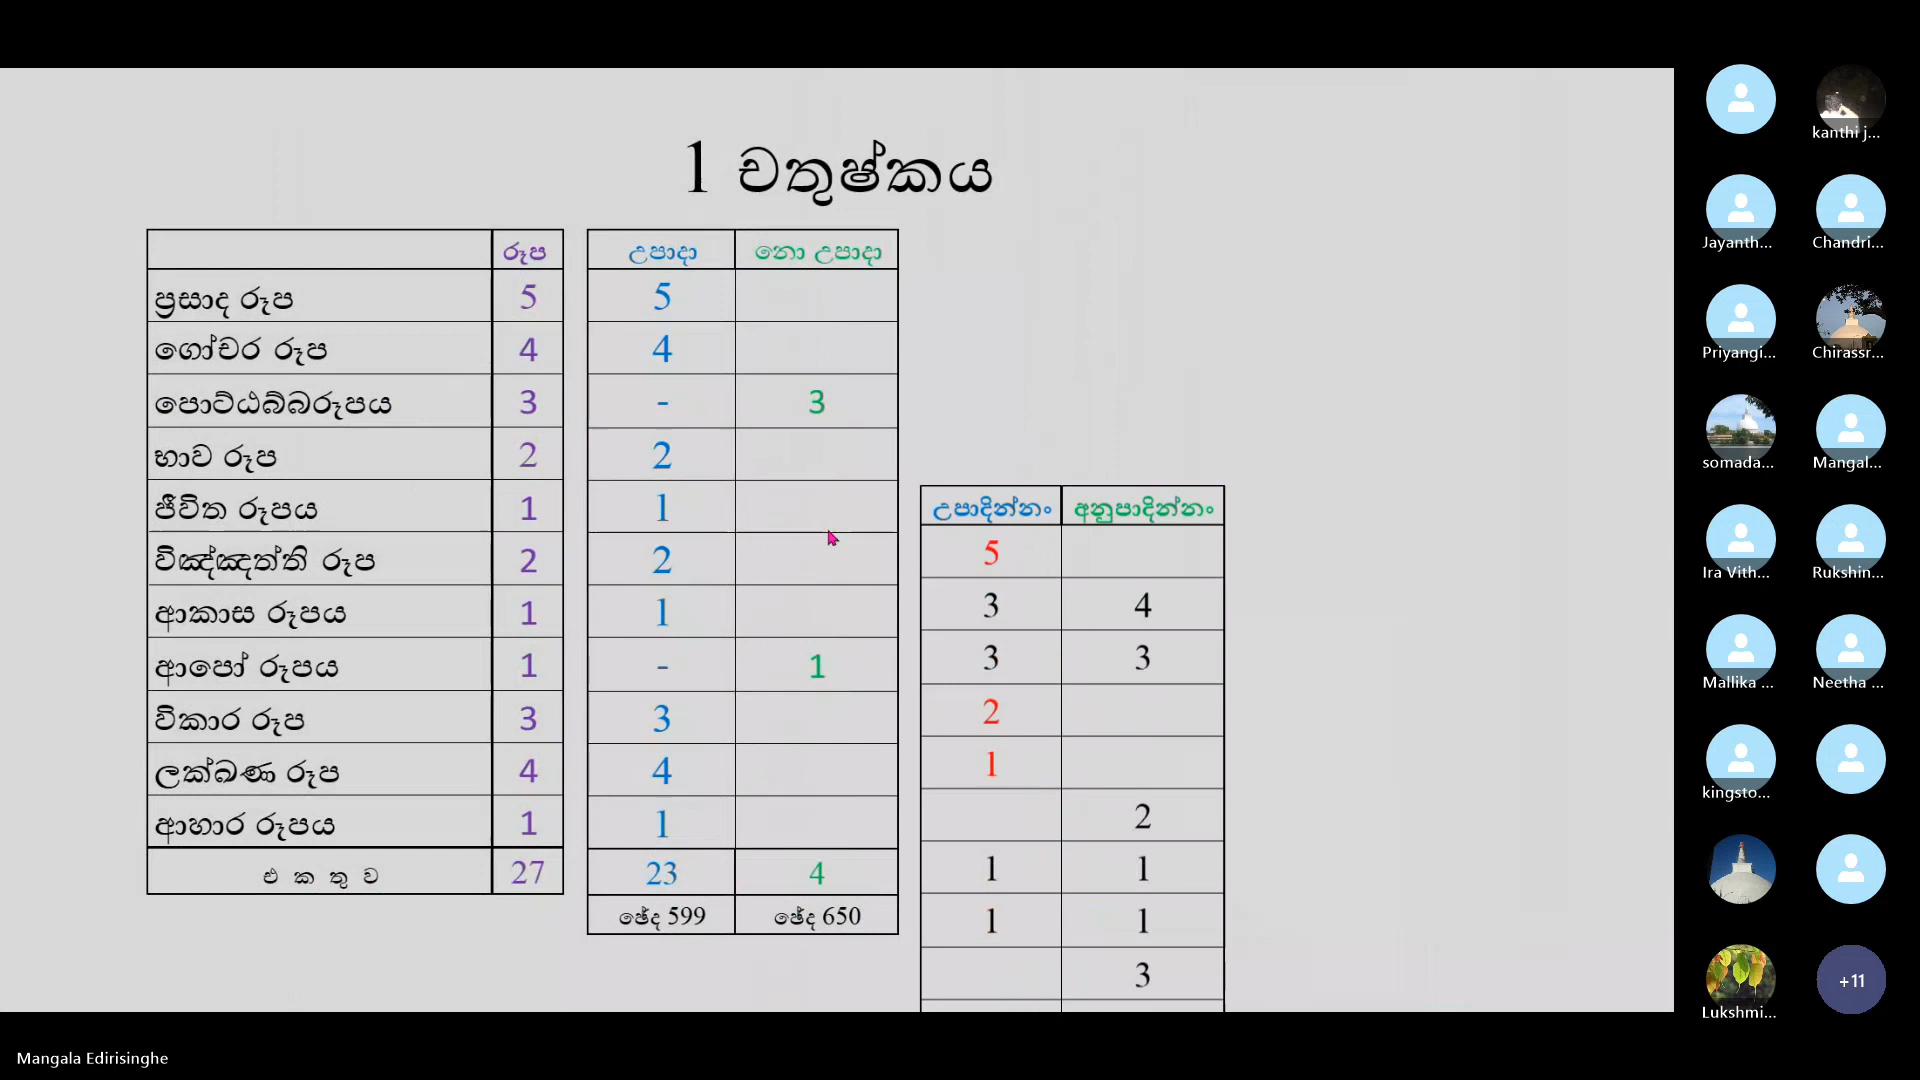 1 චතුෂ්කය
රූප
ප්‍රසාද රූප 5
ගෝචර රූප 4
පොට්ඨබ්බරූපය 3
භාව රූප 2
ජීවිත රූපය 1
විඤ්ඤත්ති රූප 2
ආකාස රූපය 1
ආපෝ රූපය 1
විකාර රූප 3
ලක්ඛණ රූප 4
ආහාර රූපය 1
එ ක තු ව 27
උපාදා නො උපාදා
5
4
- 3
2
1
2
1
- 1
3
4
1
23 4
ඡේද 599 ඡේද 650
උපාදින්නං අනුපාදින්නං
5
3 4
3 3
2
1
2
1 1
1 1
3
kanthi j...
Jayanth... Chandri...
Priyangi... Chirassr...
somada... Mangal...
Ira Vith... Rukshin...
Mallika ... Neetha ...
kingsto...
Lukshmi... +11
Mangala Edirisinghe